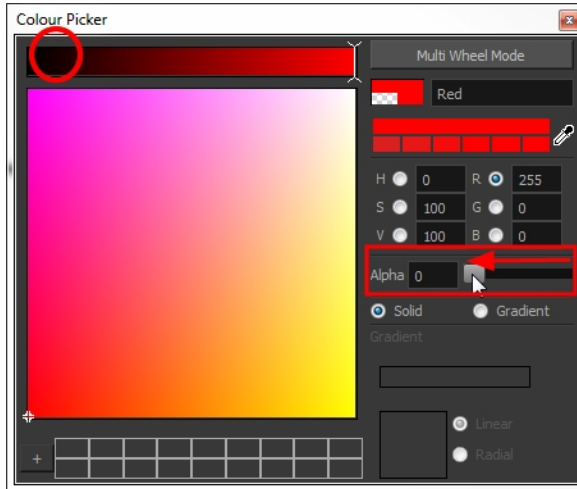 Colour Picker
Multi Wheel Mode
Red
H 0 R 255
S 100 G 0
V 100 B 0
Alpha 0
Solid Gradient
Gradient
Linear
+
Radial